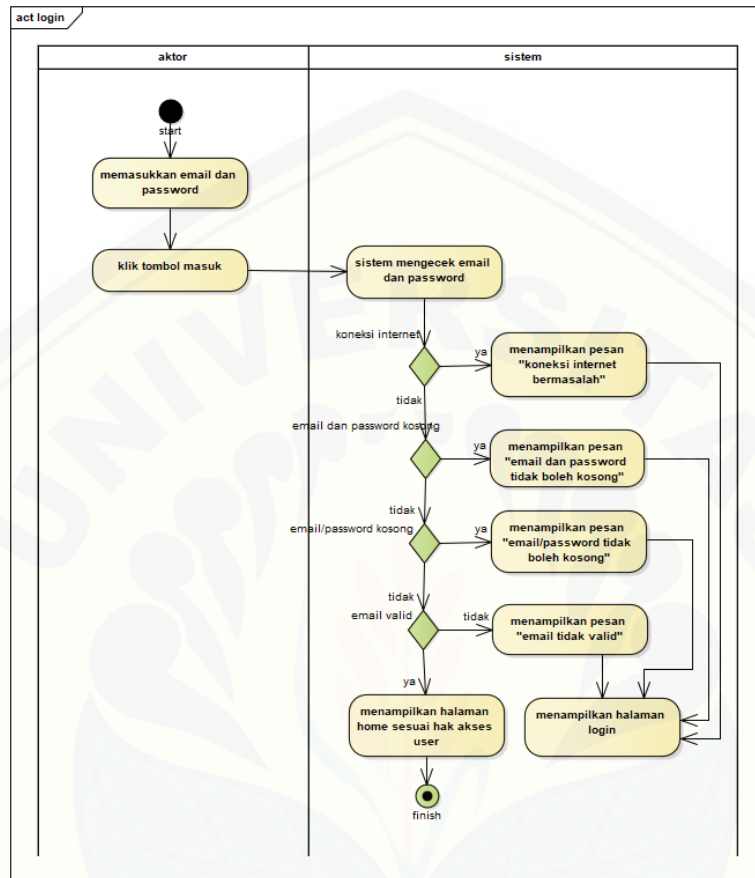 act login
aktor
sistem
start
memasukkan email dan
password
klik tombol masuk
sistem mengecek email
dan password
koneksi internet
ya
menampilkan pesan
"koneksi internet
bermasalah"
tidak
email dan password kosong
ya
menampilkan pesan
"email dan password
tidak boleh kosong"
tidak
email/password kosong
ya
menampilkan pesan
"email/password tidak
boleh kosong"
tidak
email valid
tidak
menampilkan pesan
"email tidak valid"
ya
menampilkan halaman
home sesuai hak akses
user
menampilkan halaman
login
finish
UNIVERSITAS